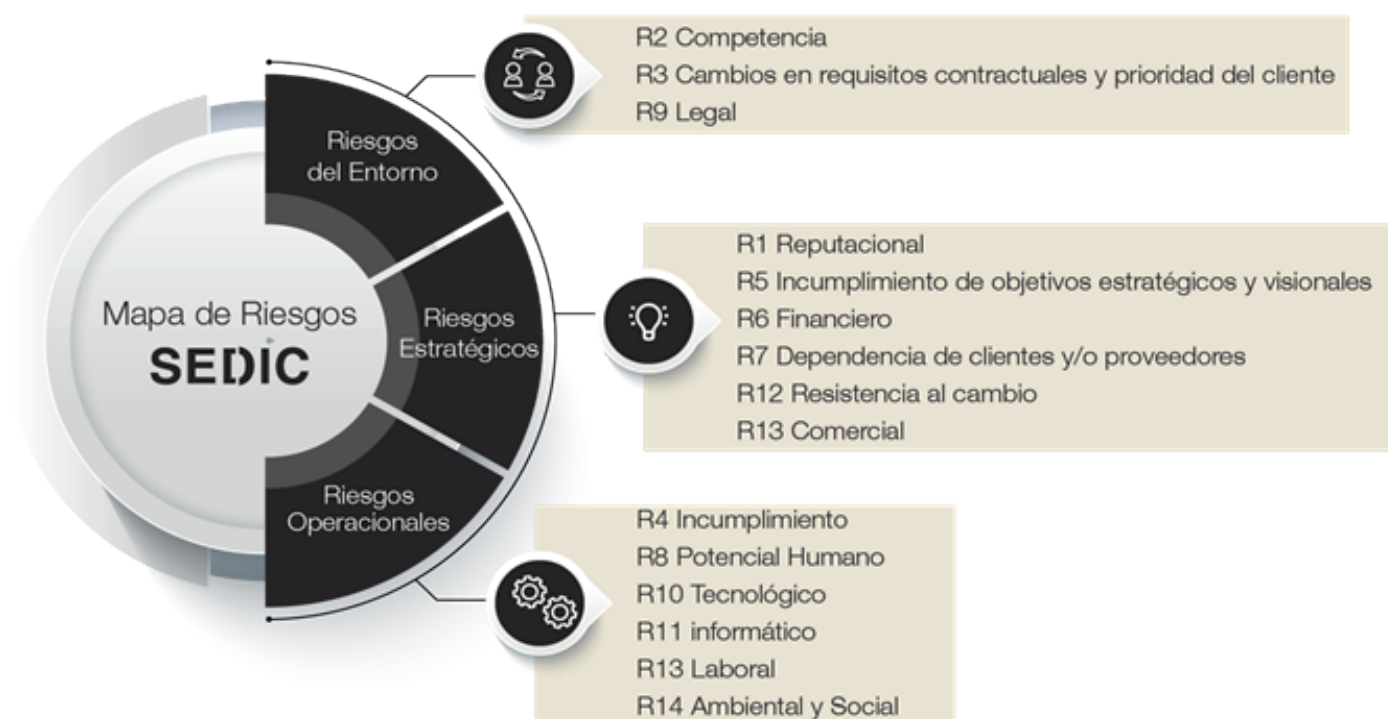 Mapa de Riesgos
SEDIC
Riesgos
del Entorno
R2 Competencia
R3 Cambios en requisitos contractuales y prioridad del cliente
R9 Legal
Riesgos
Estratégicos
R1 Reputacional
R5 Incumplimiento de objetivos estratégicos y visionales
R6 Financiero
R7 Dependencia de clientes y/o proveedores
R12 Resistencia al cambio
R13 Comercial
Riesgos
Operacionales
R4 Incumplimiento
R8 Potencial Humano
R10 Tecnológico
R11 informático
R13 Laboral
R14 Ambiental y Social